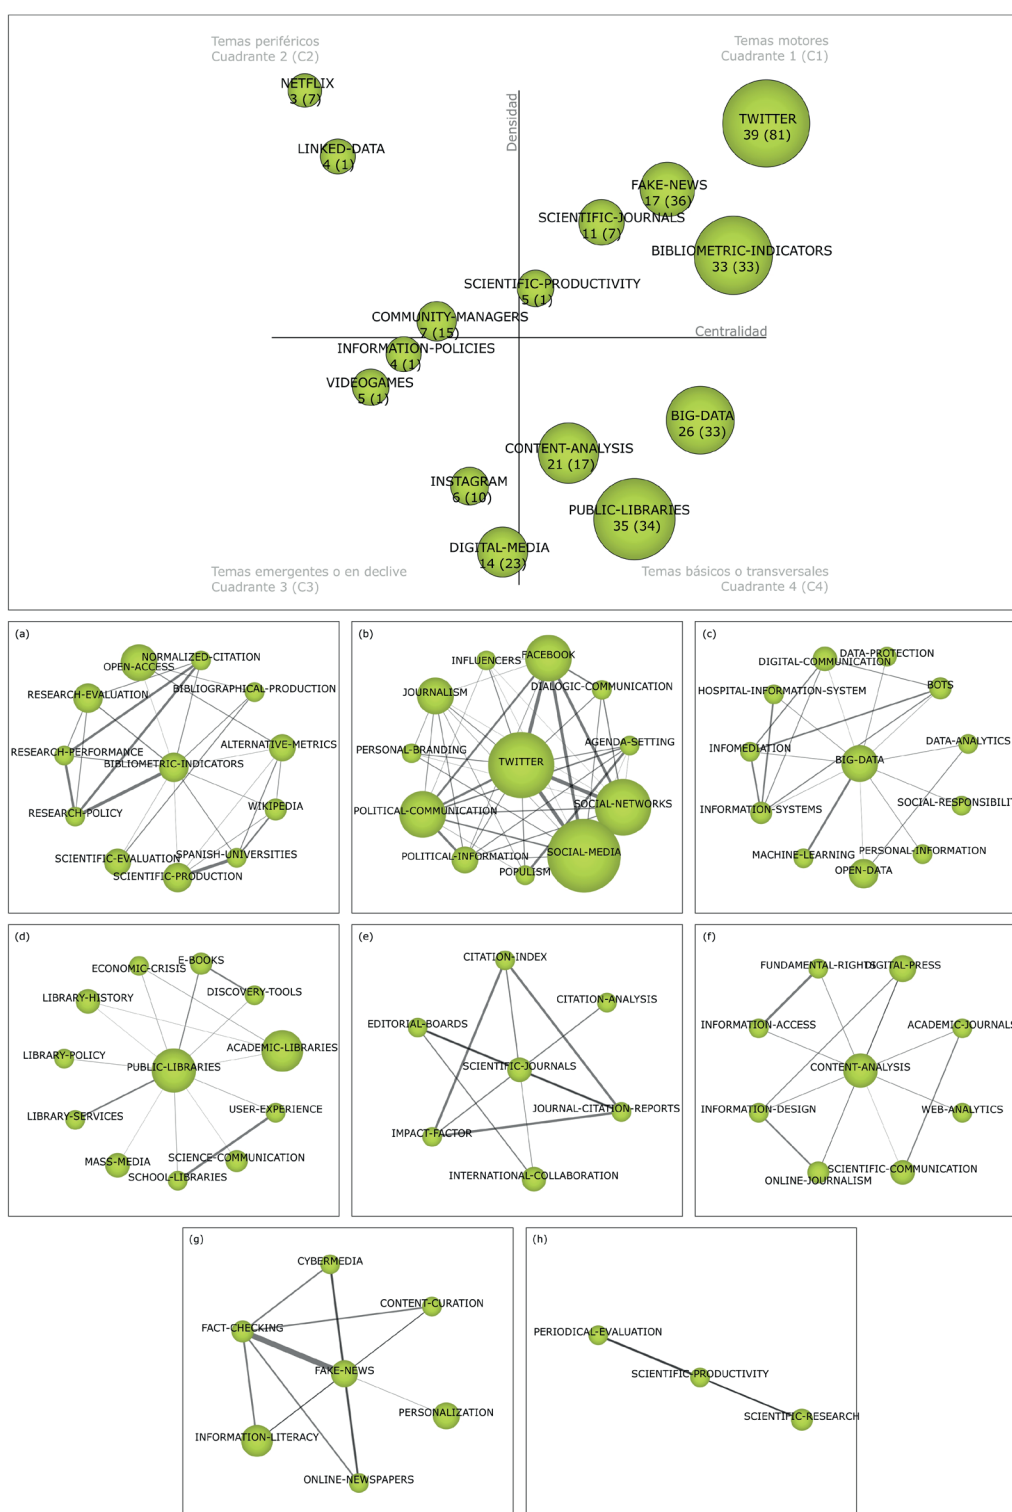 Temas periféricos
Cuadrante 2 (C2)
Temas motores
Cuadrante 1 (C1)
NETFLIX
3 (7)
Densidad
TWITTER
39 (81)
LINKED-DATA
4 (1)
FAKE-NEWS
17 (36)
SCIENTIFIC-JOURNALS
11 (7)
BIBLIOMETRIC-INDICATORS
33 (33)
SCIENTIFIC-PRODUCTIVITY
5 (1)
COMMUNITY-MANAGERS
7 (15)
Centralidad
INFORMATION-POLICIES
4 (1)
VIDEOGAMES
5 (1)
BIG-DATA
26 (33)
CONTENT-ANALYSIS
21 (17)
INSTAGRAM
6 (10)
PUBLIC-LIBRARIES
35 (34)
DIGITAL-MEDIA
14 (23)
Temas emergentes o en declive
Cuadrante 3 (C3)
Temas básicos o transversales
Cuadrante 4 (C4)
(a)
NORMALIZED-CITATION
OPEN-ACCESS
BIBLIOGRAPHICAL-PRODUCTION
RESEARCH-EVALUATION
ALTERNATIVE-METRICS
RESEARCH-PERFORMANCE
BIBLIOMETRIC-INDICATORS
WIKIPEDIA
RESEARCH-POLICY
SPANISH-UNIVERSITIES
SCIENTIFIC-EVALUATION
SCIENTIFIC-PRODUCTION
(b)
FACEBOOK
INFLUENCERS
DIALOGIC-COMMUNICATION
JOURNALISM
AGENDA-SETTING
PERSONAL-BRANDING
TWITTER
SOCIAL-NETWORKS
POLITICAL-COMMUNICATION
SOCIAL-MEDIA
POLITICAL-INFORMATION
POPULISM
(c)
DATA-PROTECTION
DIGITAL-COMMUNICATION
BOTS
HOSPITAL-INFORMATION-SYSTEM
DATA-ANALYTICS
INFOMEDIATION
BIG-DATA
SOCIAL-RESPONSIBILIT
INFORMATION-SYSTEMS
PERSONAL-INFORMATION
MACHINE-LEARNING
OPEN-DATA
(d)
E-BOOKS
ECONOMIC-CRISIS
DISCOVERY-TOOLS
LIBRARY-HISTORY
ACADEMIC-LIBRARIES
LIBRARY-POLICY
PUBLIC-LIBRARIES
USER-EXPERIENCE
LIBRARY-SERVICES
SCIENCE-COMMUNICATION
MASS-MEDIA
SCHOOL-LIBRARIES
(e)
CITATION-INDEX
CITATION-ANALYSIS
EDITORIAL-BOARDS
SCIENTIFIC-JOURNALS
JOURNAL-CITATION-REPORTS
IMPACT-FACTOR
INTERNATIONAL-COLLABORATION
(f)
FUNDAMENTAL-RIGHTS
DIGITAL-PRESS
INFORMATION-ACCESS
ACADEMIC-JOURNALS
CONTENT-ANALYSIS
INFORMATION-DESIGN
WEB-ANALYTICS
SCIENTIFIC-COMMUNICATION
ONLINE-JOURNALISM
(g)
CYBERMEDIA
CONTENT-CURATION
FACT-CHECKING
FAKE-NEWS
PERSONALIZATION
INFORMATION-LITERACY
ONLINE-NEWSPAPERS
(h)
PERIODICAL-EVALUATION
SCIENTIFIC-PRODUCTIVITY
SCIENTIFIC-RESEARCH